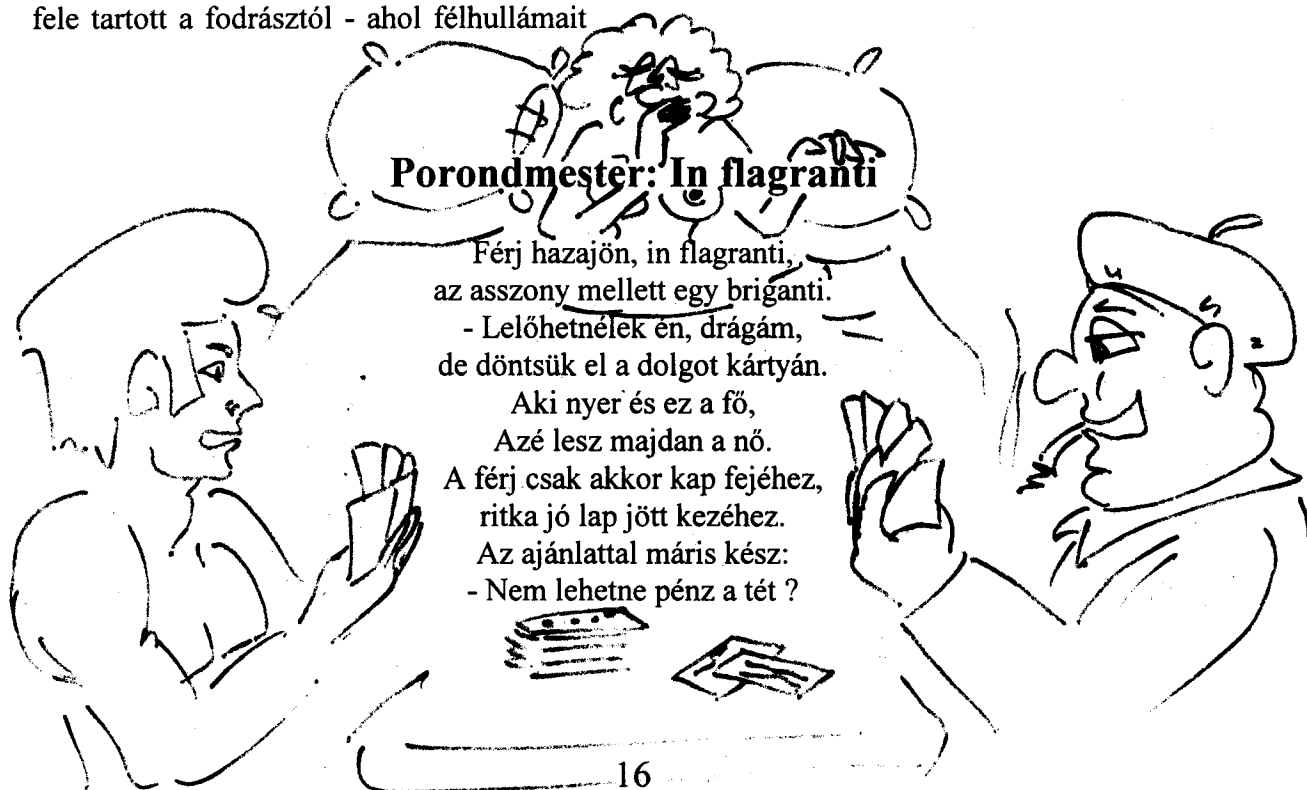 fele tartott a fodrásztól - ahol félhullámait
Porondmester: In flagranti
Férj hazajön, in flagranti,
az asszony mellett egy briganti.
- Lelőhetnélek én, drágám,
de döntsük el a dolgot kártyán.
Aki nyer és ez a fő,
Azé lesz majdan a nő.
A férj csak akkor kap fejéhez,
ritka jó lap jött kezéhez.
Az ajánlattal máris kész:
- Nem lehetne pénz a tét ?
16